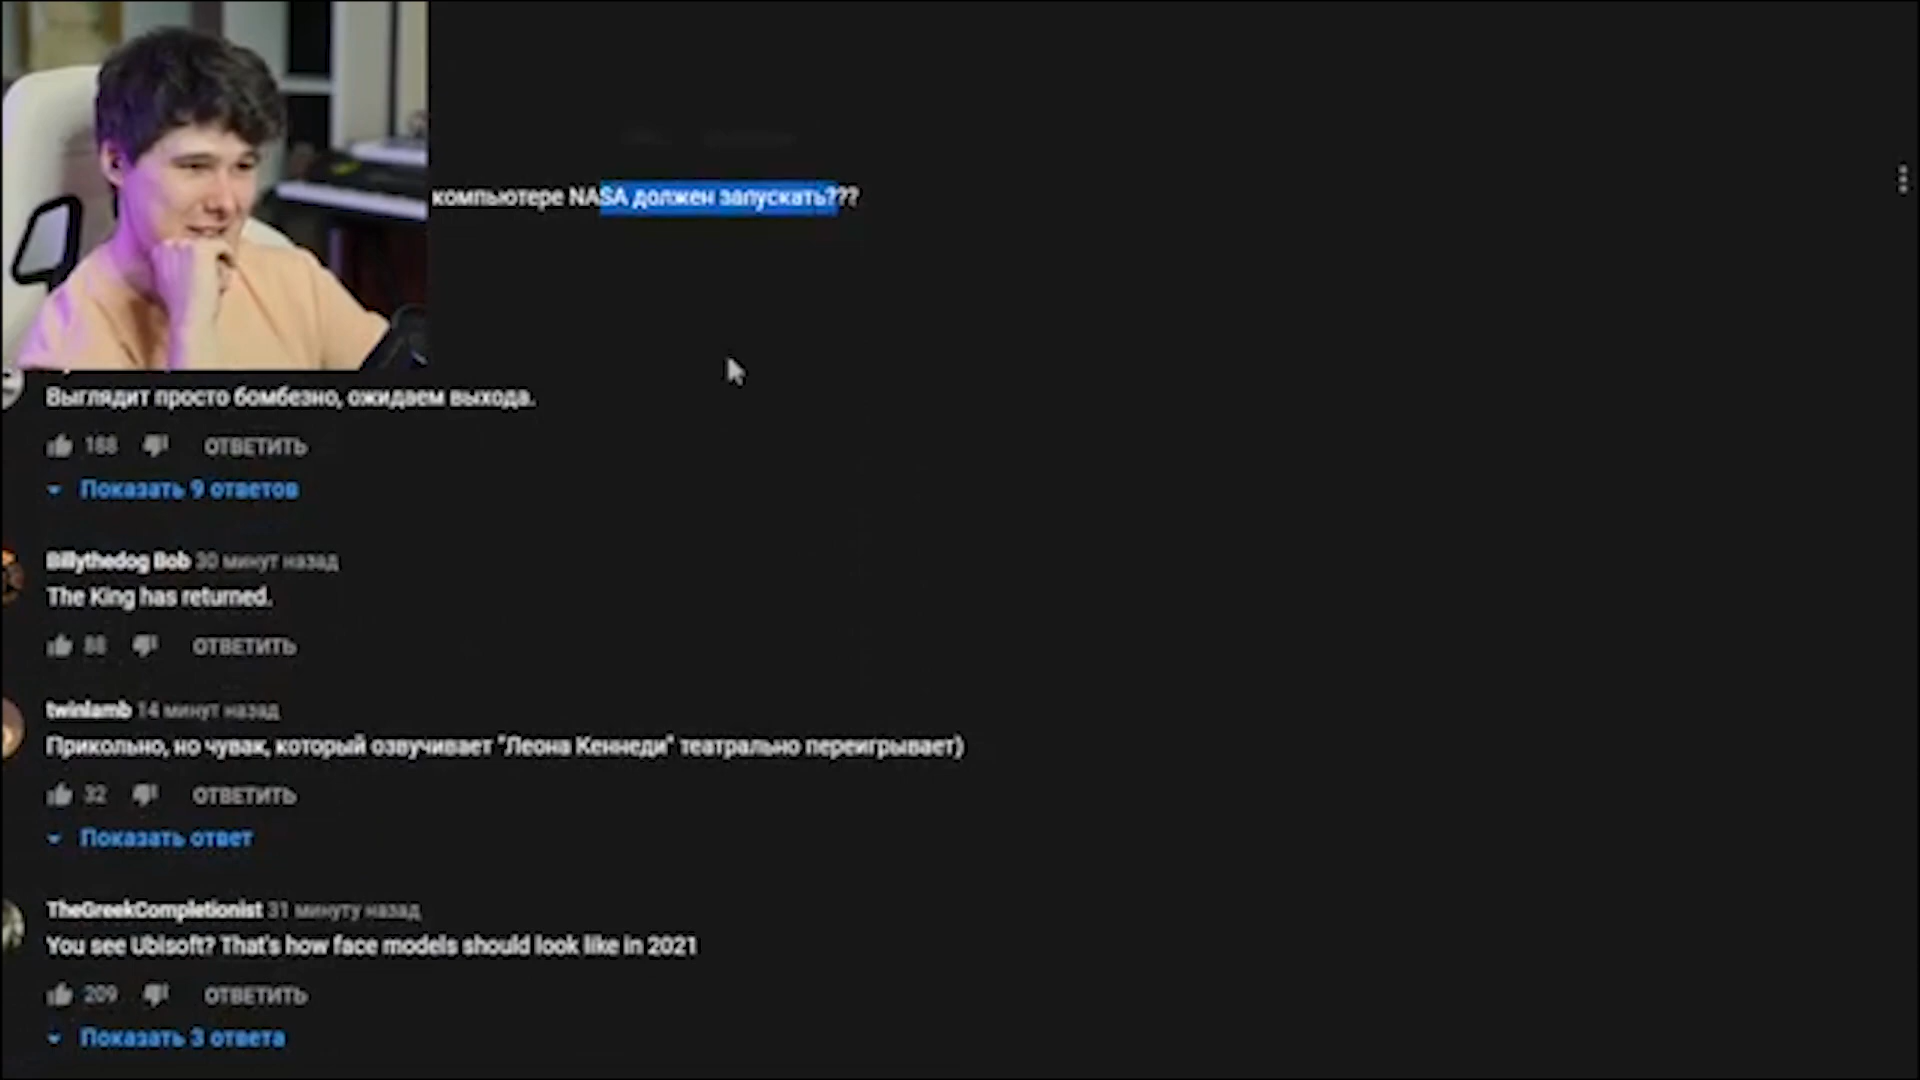 компьютере NASA должен запускать???
Выглядит просто бомбезно, ожидаем выхода.
188 ОТВЕТИТЬ
Показать 9 ответов
Billythedog Bob 30 минут назад
The King has returned.
88 ОТВЕТИТЬ
twinlamb 14 минут назад
Прикольно, но чувак, который озвучивает "Леона Кеннеди" театрально переигрывает)
32 ОТВЕТИТЬ
Показать ответ
TheGreekCompletionist 31 минуту назад
You see Ubisoft? That's how face models should look like in 2021
209 ОТВЕТИТЬ
Показать 3 ответа